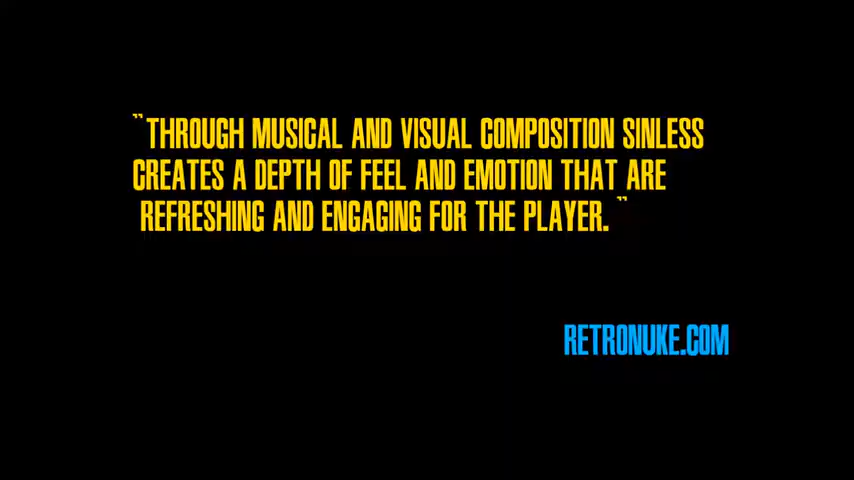 "THROUGH MUSICAL AND VISUAL COMPOSITION SINLESS
CREATES A DEPTH OF FEEL AND EMOTION THAT ARE
REFRESHING AND ENGAGING FOR THE PLAYER. "
RETRONUKE.COM